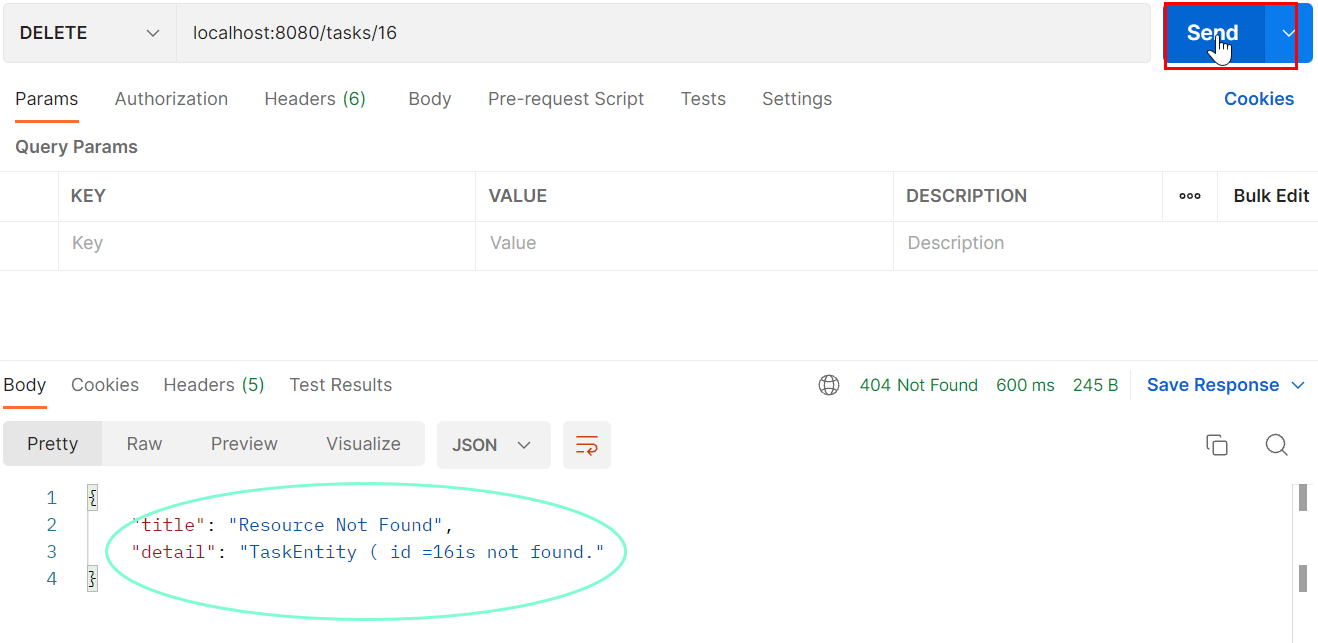 DELETE localhost:8080/tasks/16 Send
Params Authorization Headers (6) Body Pre-request Script Tests Settings Cookies
Query Params
KEY VALUE DESCRIPTION ooo Bulk Edit
Key Value Description
Body Cookies Headers (5) Test Results 404 Not Found 600 ms 245 B Save Response
Pretty Raw Preview Visualize JSON
1 {
2 "title": "Resource Not Found",
3 "detail": "TaskEntity ( id =16is not found."
4 }